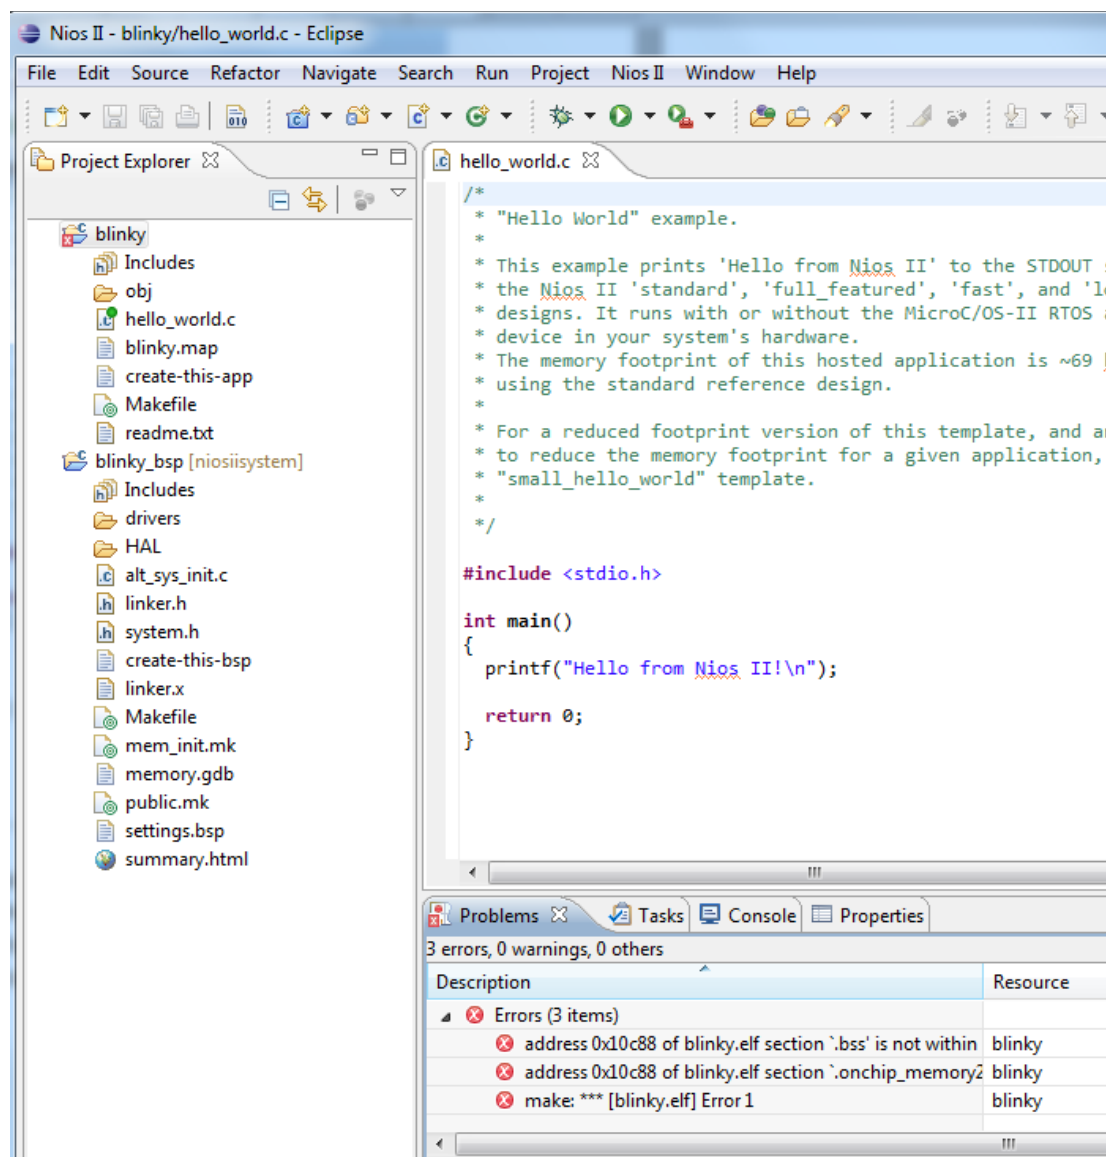 Nios II - blinky/hello_world.c - Eclipse
File Edit Source Refactor Navigate Search Run Project Nios II Window Help
Project Explorer
blinky
Includes
obj
hello_world.c
blinky.map
create-this-app
Makefile
readme.txt
blinky_bsp [niosiisystem]
Includes
drivers
HAL
alt_sys_init.c
linker.h
system.h
create-this-bsp
linker.x
Makefile
mem_init.mk
memory.gdb
public.mk
settings.bsp
summary.html
hello_world.c
/*
 * "Hello World" example.
 *
 * This example prints 'Hello from Nios II' to the STDOUT
 * the Nios II 'standard', 'full_featured', 'fast', and
 * designs. It runs with or without the MicroC/OS-II RTOS
 * device in your system's hardware.
 * The memory footprint of this hosted application is ~69
 * using the standard reference design.
 *
 * For a reduced footprint version of this template, and
 * to reduce the memory footprint for a given application,
 * "small_hello_world" template.
 *
 */
#include <stdio.h>
int main()
{
  printf("Hello from Nios II!\n");
  return 0;
}
Problems Tasks Console Properties
3 errors, 0 warnings, 0 others
Description Resource
Errors (3 items)
address 0x10c88 of blinky.elf section `.bss' is not within blinky
address 0x10c88 of blinky.elf section `.onchip_memory2 blinky
make: *** [blinky.elf] Error 1 blinky